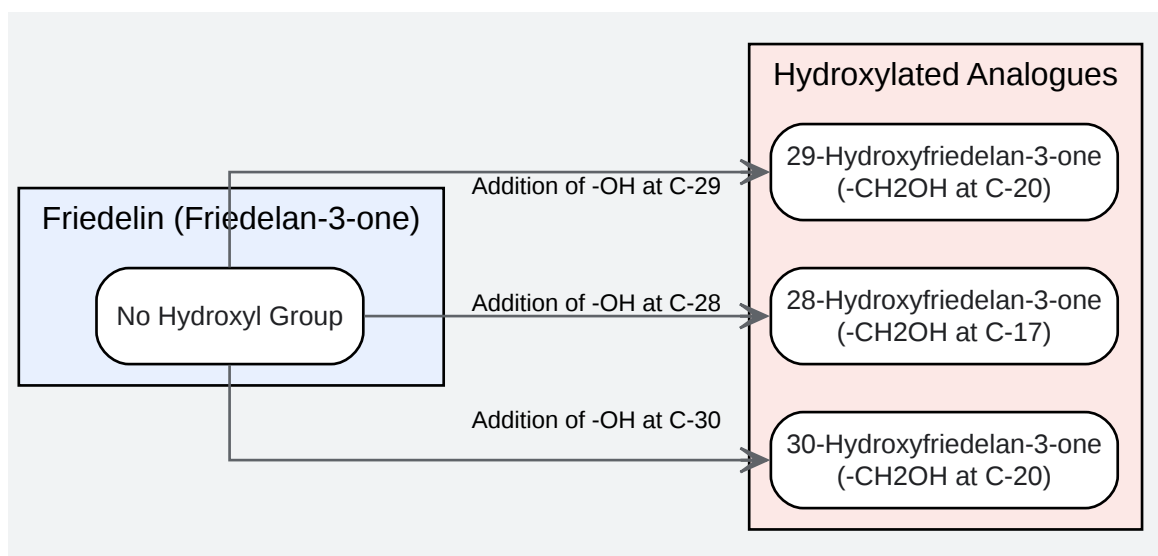 Hydroxylated Analogues
29-Hydroxyfriedelan-3-one
(-CH2OH at C-20)
Addition of -OH at C-29
Friedelin (Friedelan-3-one)
No Hydroxyl Group
Addition of -OH at C-28
28-Hydroxyfriedelan-3-one
(-CH2OH at C-17)
Addition of -OH at C-30
30-Hydroxyfriedelan-3-one
(-CH2OH at C-20)